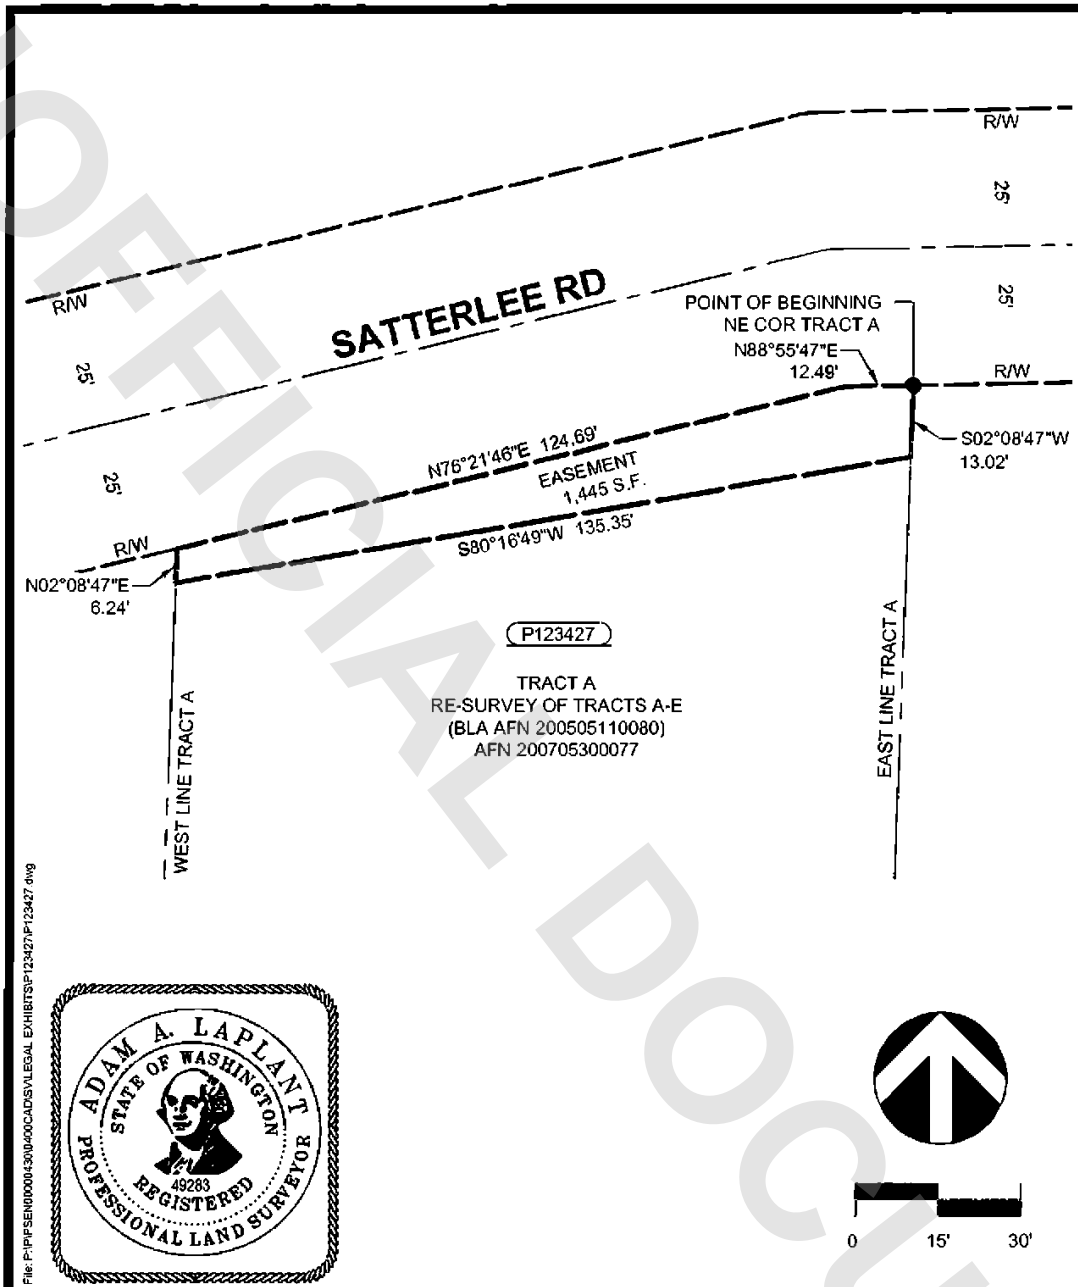 R/W
25'
R/W
SATTERLEE RD
25'
POINT OF BEGINNING
NE COR TRACT A
N88°55'47"E
12.49'
R/W
25'
S02°08'47"W
13.02'
N76°21'46"E 124.69'
EASEMENT
1,445 S.F.
S80°16'49"W 135.35'
25'
R/W
N02°08'47"E
6.24'
P123427
TRACT A
RE-SURVEY OF TRACTS A-E
(BLA AFN 200505110080)
AFN 200705300077
WEST LINE TRACT A
EAST LINE TRACT A
ADAM A. LAPLANT
STATE OF WASHINGTON
49283
REGISTERED
PROFESSIONAL LAND SURVEYOR
0 15' 30'